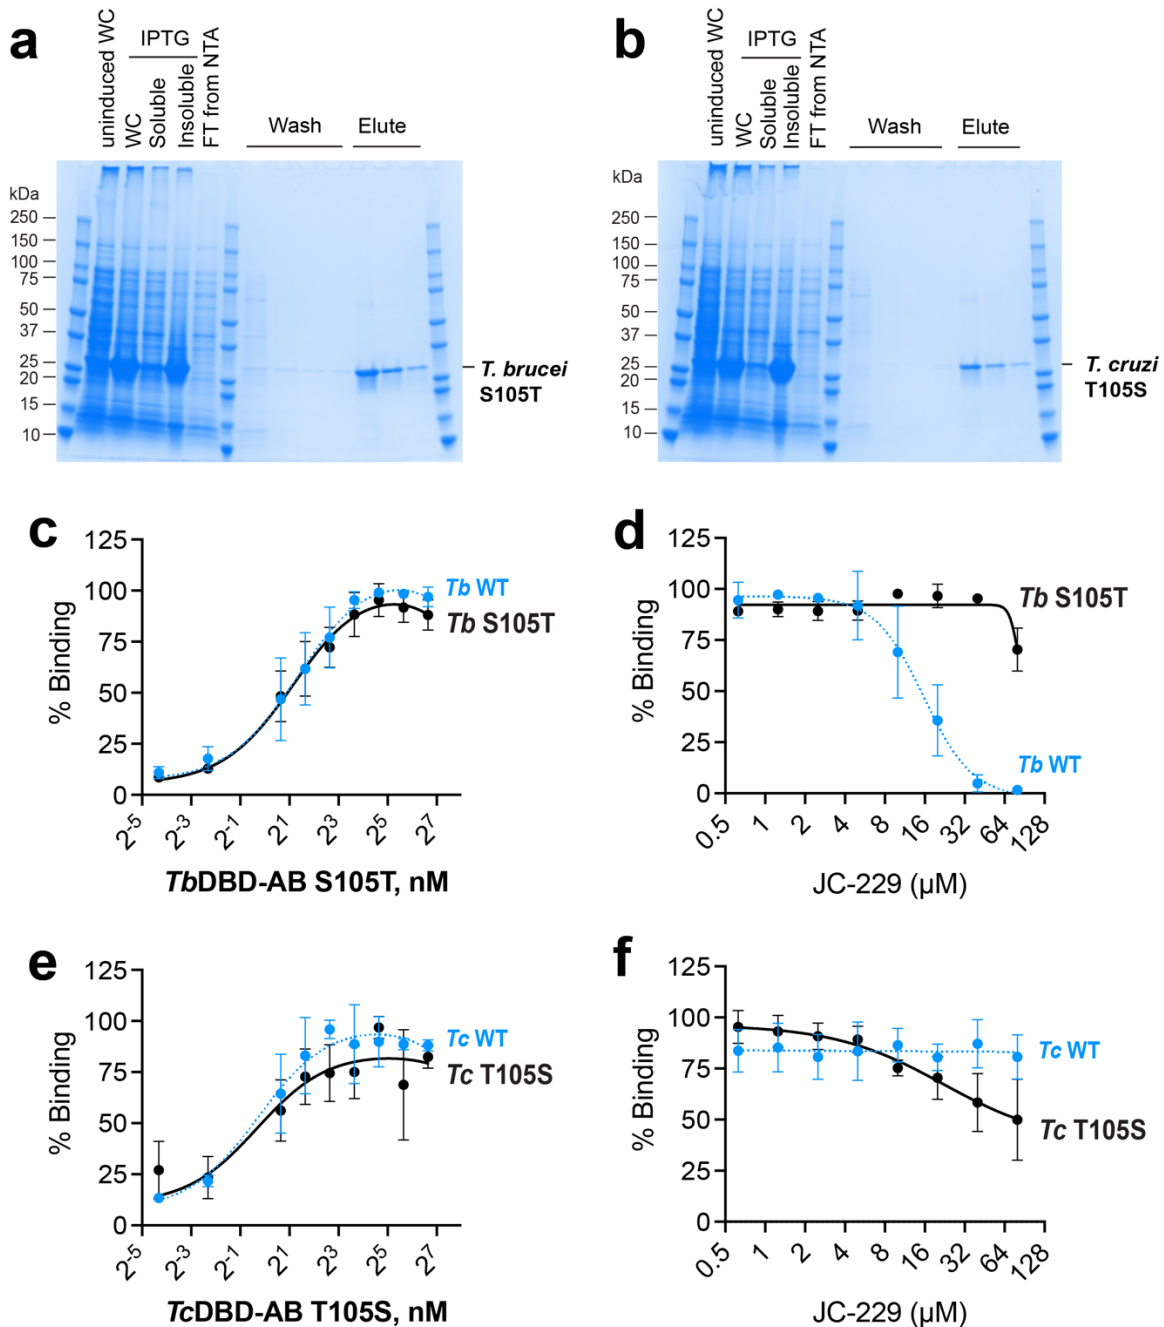 a
uninduced WC
IPTG
WC
Soluble
Insoluble
FT from NTA
Wash
Elute
kDa
250
150
100
75
50
37
25
20
15
10
T. brucei
S105T
b
uninduced WC
IPTG
WC
Soluble
Insoluble
FT from NTA
Wash
Elute
kDa
250
150
100
75
50
37
25
20
15
10
T. cruzi
T105S
c
% Binding
125
100
75
50
25
0
Tb WT
Tb S105T
2-5
2-3
2-1
21
23
25
27
TbDBD-AB S105T, nM
d
% Binding
125
100
75
50
25
0
Tb S105T
Tb WT
0.5
1
2
4
8
16
32
64
128
JC-229 (µM)
e
% Binding
125
100
75
50
25
0
Tc WT
Tc T105S
2-5
2-3
2-1
21
23
25
27
TcDBD-AB T105S, nM
f
% Binding
125
100
75
50
25
0
Tc WT
Tc T105S
0.5
1
2
4
8
16
32
64
128
JC-229 (µM)